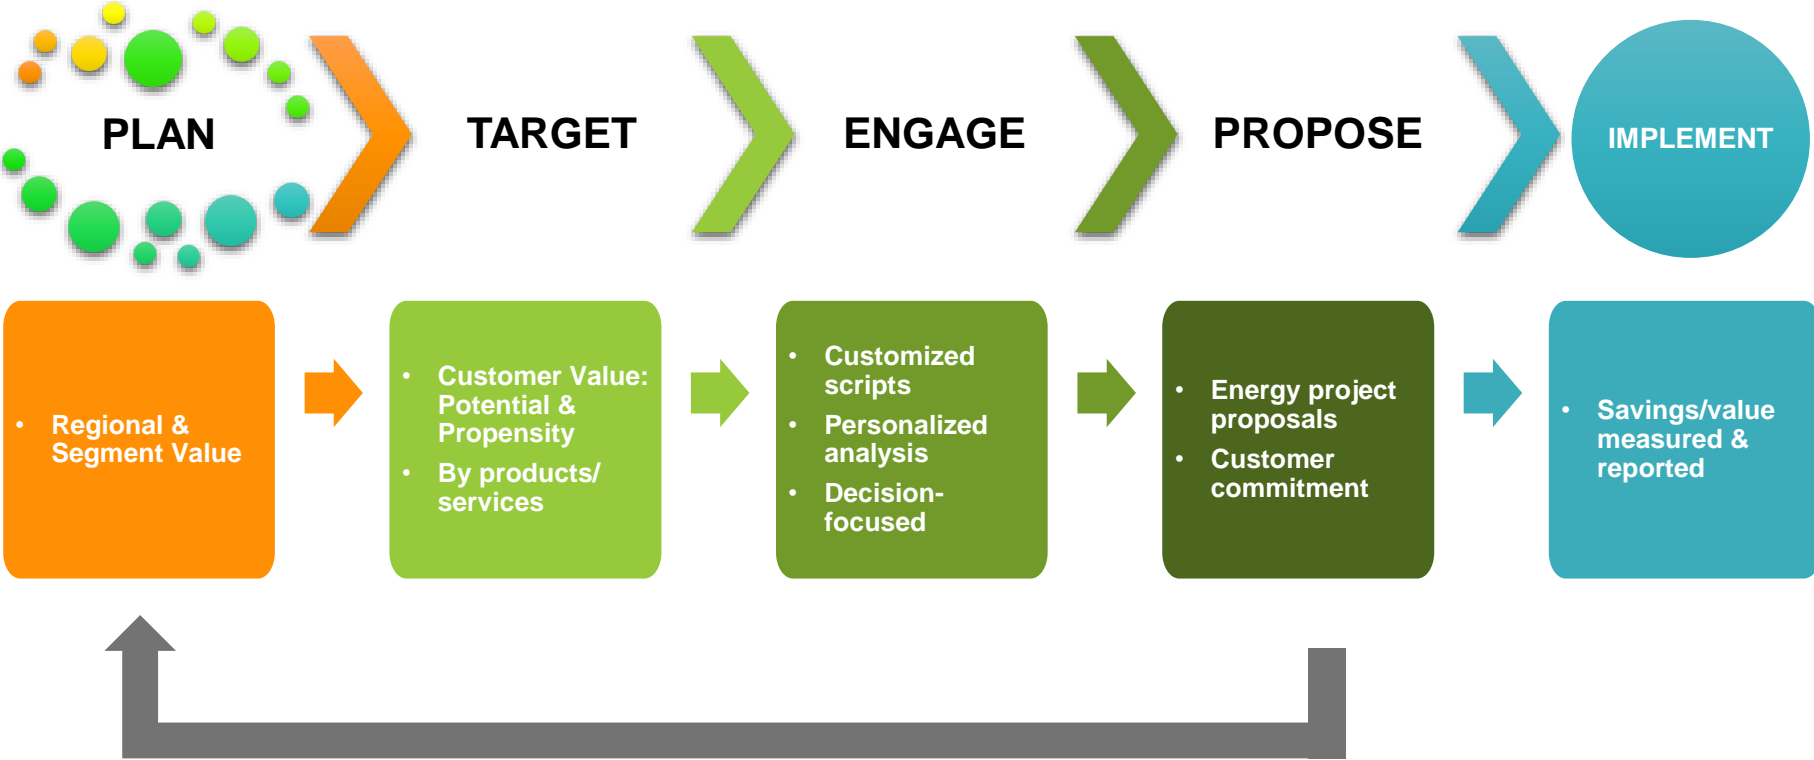 PLAN
TARGET
ENGAGE
PROPOSE
IMPLEMENT
• Regional &
Segment Value
• Customer Value:
Potential &
Propensity
• By products/
services
• Customized
scripts
• Personalized
analysis
• Decision-
focused
• Energy project
proposals
• Customer
commitment
• Savings/value
measured &
reported